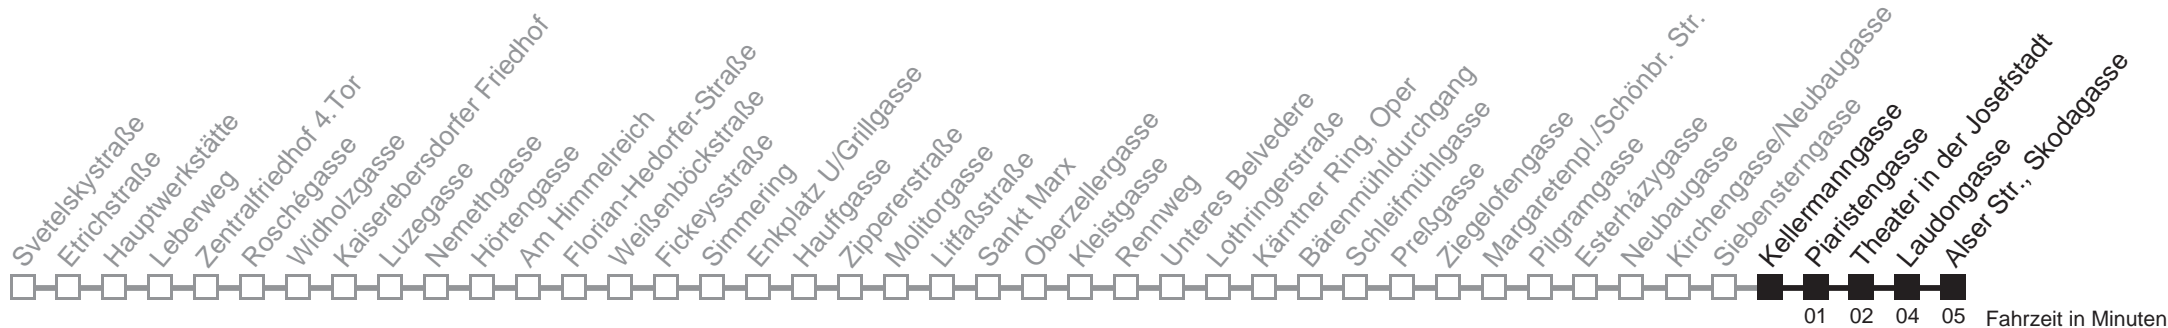 Svetelskystraße
Etrichstraße
Hauptwerkstätte
Leberweg
Zentralfriedhof 4. Tor
Roschégasse
Widholzgasse
Kaiserebersdorfer Friedhof
Luzegasse
Nemethgasse
Hörtengasse
Am Himmelreich
Florian-Hedorfer-Straße
Weißenböckstraße
Fickeysstraße
Simmering
Enkplatz U/Grillgasse
Hauffgasse
Zippererstraße
Molitorgasse
Litfaßstraße
Sankt Marx
Oberzellergasse
Kleistgasse
Rennweg
Unteres Belvedere
Lothringerstraße
Kärntner Ring, Oper
Bärenmühldurchgang
Schleifmühlgasse
Preßgasse
Ziegelofengasse
Margaretenpl./Schönbr. Str.
Pilgramgasse
Esterházygasse
Neubaugasse
Kirchengasse/Neubaugasse
Siebensterngasse
Kellermanngasse
Piaristengasse
Theater in der Josefstadt
Laudongasse
Alser Str., Skodagasse
01 02 04 05 Fahrzeit in Minuten